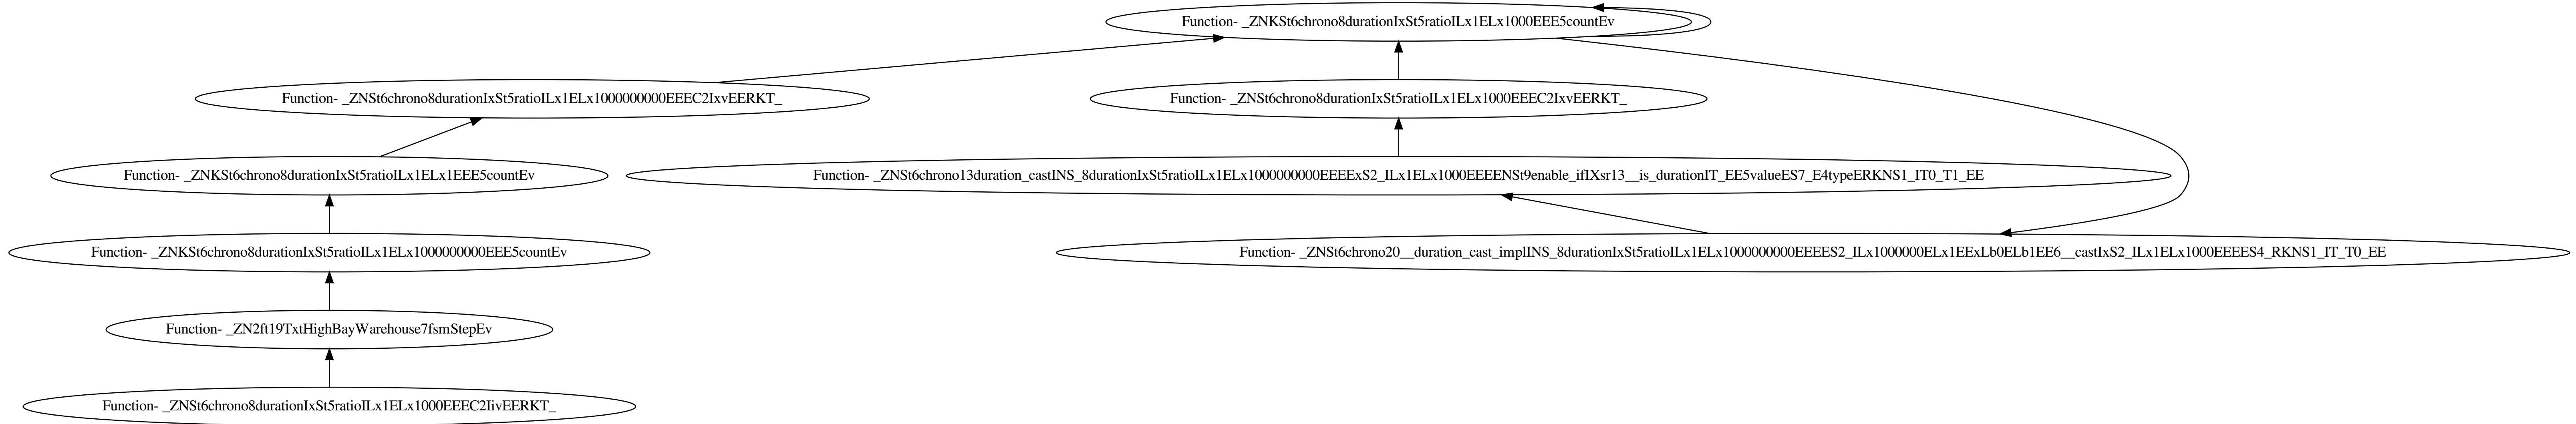 Function- _ZNKSt6chrono8durationIxSt5ratioILx1ELx1000EEE5countEv
Function- _ZNSt6chrono8durationIxSt5ratioILx1ELx1000000000EEEC2IxvEERKT_
Function- _ZNSt6chrono8durationIxSt5ratioILx1ELx1000EEEC2IxvEERKT_
Function- _ZNKSt6chrono8durationIxSt5ratioILx1ELx1EEE5countEv
Function- _ZNSt6chrono13duration_castINS_8durationIxSt5ratioILx1ELx1000000000EEEExS2_ILx1ELx1000EEEENSt9enable_ifIXsr13__is_durationIT_EE5valueES7_E4typeERKNS1_IT0_T1_EE
Function- _ZNKSt6chrono8durationIxSt5ratioILx1ELx1000000000EEE5countEv
Function- _ZNSt6chrono20__duration_cast_implINS_8durationIxSt5ratioILx1ELx1000000000EEEES2_ILx1000000ELx1EExLb0ELb1EE6__castIxS2_ILx1ELx1000EEEES4_RKNS1_IT_T0_EE
Function- _ZN2ft19TxtHighBayWarehouse7fsmStepEv
Function- _ZNSt6chrono8durationIxSt5ratioILx1ELx1000EEEC2IivEERKT_